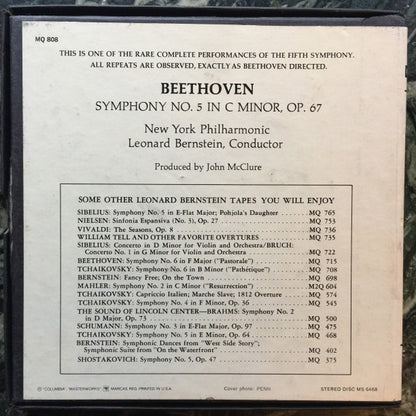 MQ 808
THIS IS ONE OF THE RARE COMPLETE PERFORMANCES OF THE FIFTH SYMPHONY.
ALL REPEATS ARE OBSERVED, EXACTLY AS BEETHOVEN DIRECTED.
BEETHOVEN
SYMPHONY NO. 5 IN C MINOR, OP. 67
New York Philharmonic
Leonard Bernstein, Conductor
Produced by John McClure
SOME OTHER LEONARD BERNSTEIN TAPES YOU WILL ENJOY
SIBELIUS: Symphony No. 5 in E-Flat Major; Pohjola's Daughter MQ 765
NIELSEN: Sinfonia Espansiva (No. 3), Op. 27 MQ 753
VIVALDI: The Seasons, Op. 8 MQ 736
WILLIAM TELL AND OTHER FAVORITE OVERTURES MQ 735
SIBELIUS: Concerto in D Minor for Violin and Orchestra/BRUCH:
Concerto No. 1 in G Minor for Violin and Orchestra MQ 722
BEETHOVEN: Symphony No. 6 in F Major ("Pastorale") MQ 715
TCHAIKOVSKY: Symphony No. 6 in B Minor ("Pathétique") MQ 708
BERNSTEIN: Fancy Free; On the Town MQ 698
MAHLER: Symphony No. 2 in C Minor ("Resurrection") M2Q 604
TCHAIKOVSKY: Capriccio Italien; Marche Slave; 1812 Overture MQ 574
TCHAIKOVSKY: Symphony No. 4 in F Minor, Op. 36 MQ 545
THE SOUND OF LINCOLN CENTER—BRAHMS: Symphony No. 2
in D Major, Op. 73 MQ 500
SCHUMANN: Symphony No. 3 in E-Flat Major, Op. 97 MQ 475
TCHAIKOVSKY: Symphony No. 5 in E Minor, Op. 64 MQ 468
BERNSTEIN: Symphonic Dances from "West Side Story";
Symphonic Suite from "On the Waterfront" MQ 402
SHOSTAKOVICH: Symphony No. 5, Op. 47 MQ 375
® "COLUMBIA" "MASTERWORKS" MARCAS REG. PRINTED IN U.S.A. Cover photo: PENN STEREO DISC MS 6468